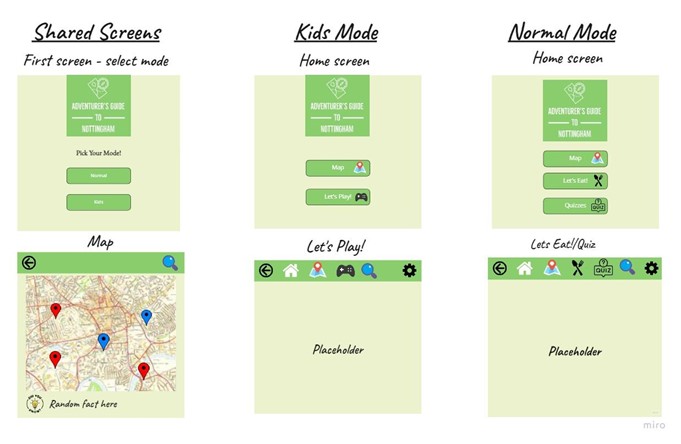 Shared Screens
First screen - select mode
ADVENTURER'S GUIDE
TO
NOTTINGHAM
Pick Your Mode!
Normal
Kids
Map
Random fact here
Kids Mode
Home screen
ADVENTURER'S GUIDE
TO
NOTTINGHAM
Map
Let's Play!
Let's Play!
Placeholder
Normal Mode
Home screen
ADVENTURER'S GUIDE
TO
NOTTINGHAM
Map
Let's Eat!
Quizzes
QUIZ
Lets Eat!/Quiz
QUIZ
Placeholder
miro